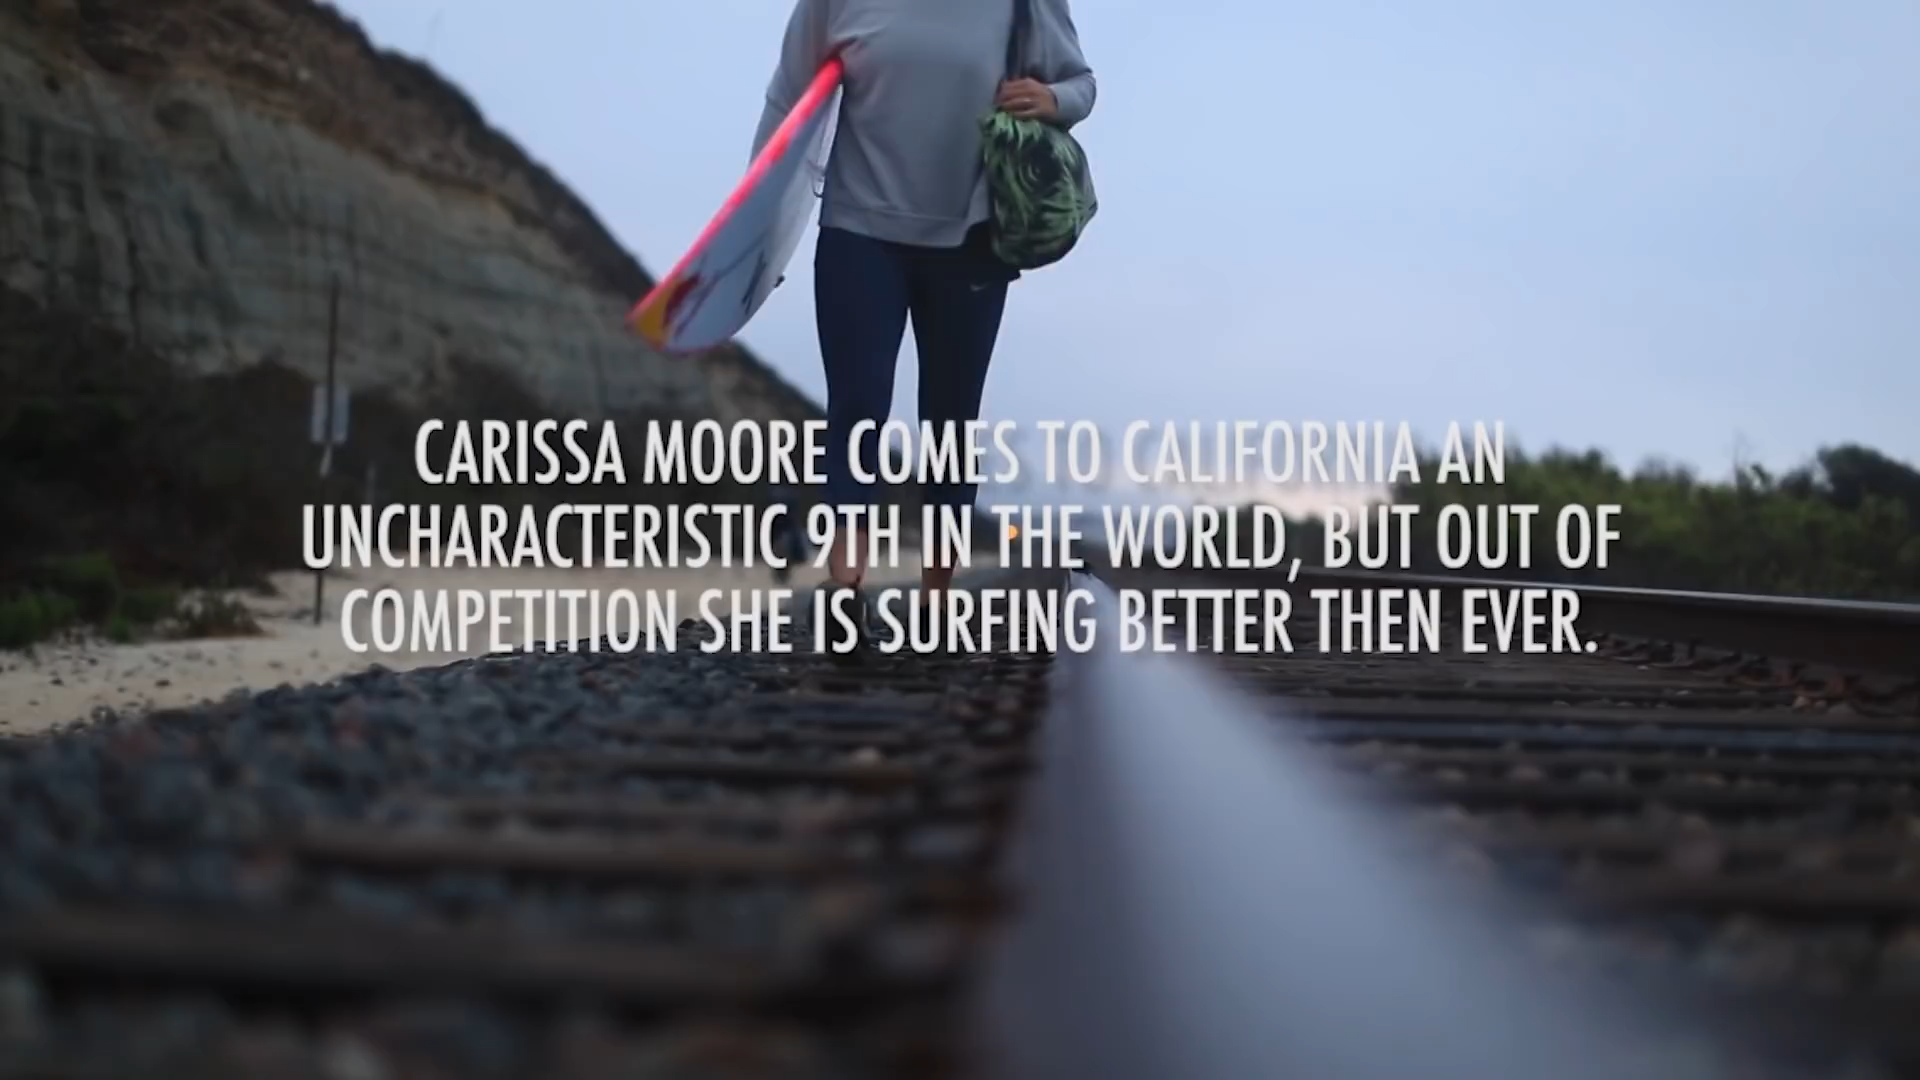 CARISSA MOORE COMES TO CALIFORNIA AN
UNCHARACTERISTIC 9TH IN THE WORLD, BUT OUT OF
COMPETITION SHE IS SURFING BETTER THEN EVER.